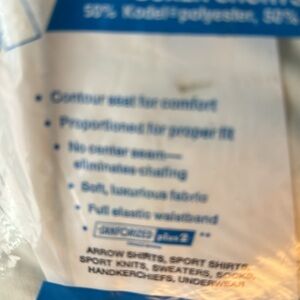 50% Kodel polyester, 50%
• Contour seat for comfort
• Proportioned for proper fit
• No center seam—
eliminates chafing
• Soft, luxurious fabric
• Full elastic waistband
• SANFORIZED plus 2 **
ARROW SHIRTS, SPORT SHIRTS,
SPORT KNITS, SWEATERS, SOCKS,
HANDKERCHIEFS, UNDERWEAR